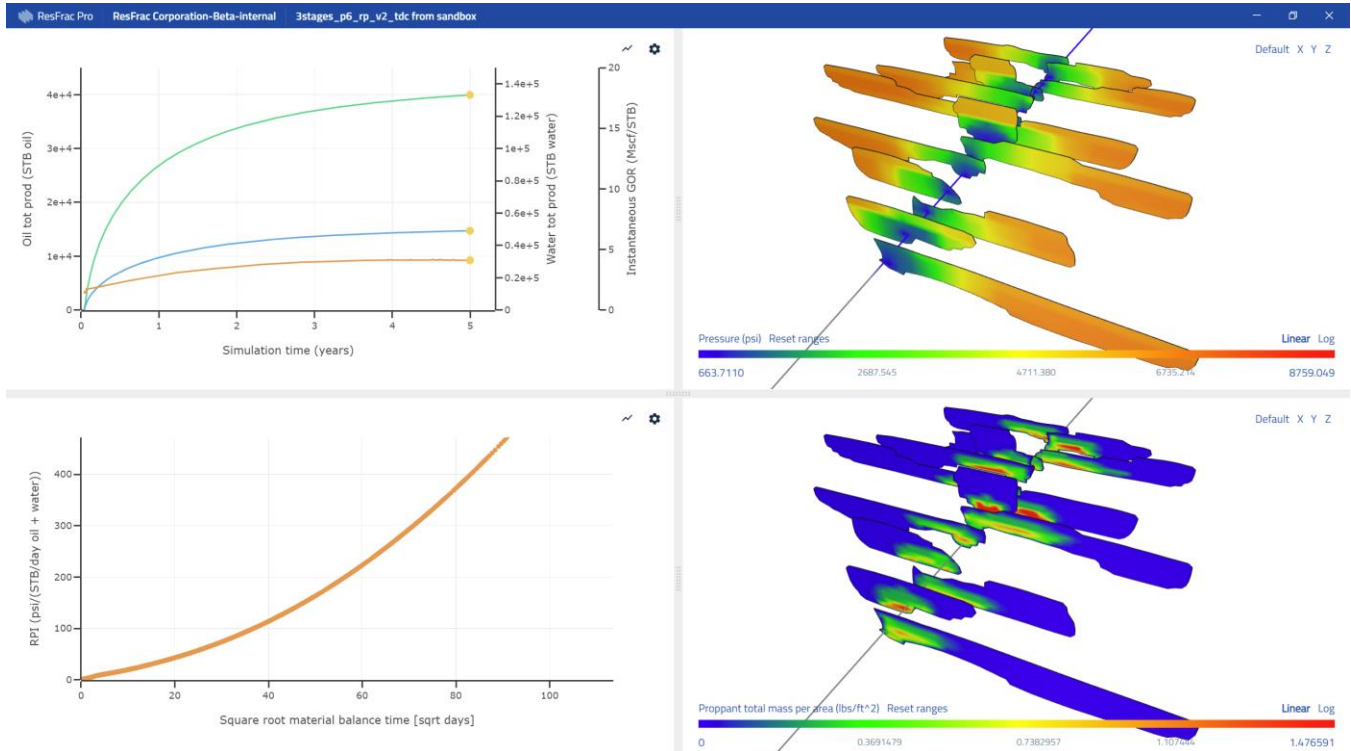 ResFrac Pro ResFrac Corporation-Beta-internal 3stages_p6_rp_v2_tdc from sandbox
Oil tot prod (STB oil)
4e+4
3e+4
2e+4
1e+4
0
0 1 2 3 4 5
Simulation time (years)
1.4e+5
1.2e+5
1e+5
0.8e+5
0.6e+5
0.4e+5
0.2e+5
0
Water tot prod (STB water)
20
15
10
5
0
Instantaneous GOR (Mscf/STB)
Default X Y Z
Pressure (psi) Reset ranges Linear Log
663.7110 2687.545 4711.380 6735.214 8759.049
RPI (psi/(STB/day oil + water))
400
300
200
100
0
0 20 40 60 80 100
Square root material balance time [sqrt days]
Default X Y Z
Proppant total mass per area (lbs/ft^2) Reset ranges Linear Log
0 0.3691479 0.7382957 1.107444 1.476591